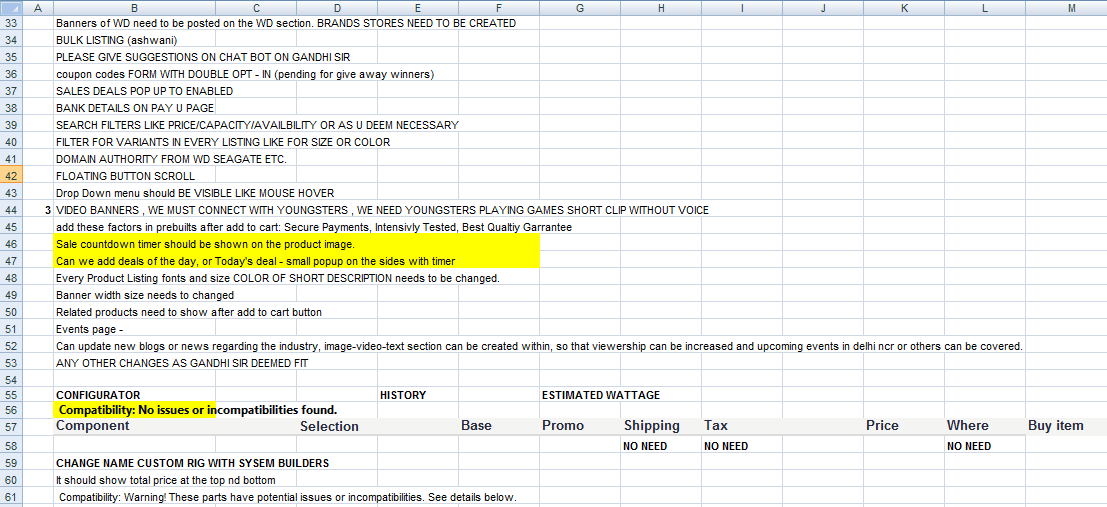 A B C D E F G H I J K L M
33 Banners of WD need to be posted on the WD section. BRANDS STORES NEED TO BE CREATED
34 BULK LISTING (ashwani)
35 PLEASE GIVE SUGGESTIONS ON CHAT BOT ON GANDHI SIR
36 coupon codes FORM WITH DOUBLE OPT - IN (pending for give away winners)
37 SALES DEALS POP UP TO ENABLED
38 BANK DETAILS ON PAY U PAGE
39 SEARCH FILTERS LIKE PRICE/CAPACITY/AVAILBILITY OR AS U DEEM NECESSARY
40 FILTER FOR VARIANTS IN EVERY LISTING LIKE FOR SIZE OR COLOR
41 DOMAIN AUTHORITY FROM WD SEAGATE ETC.
42 FLOATING BUTTON SCROLL
43 Drop Down menu should BE VISIBLE LIKE MOUSE HOVER
44 3 VIDEO BANNERS , WE MUST CONNECT WITH YOUNGSTERS , WE NEED YOUNGSTERS PLAYING GAMES SHORT CLIP WITHOUT VOICE
45 add these factors in prebuilts after add to cart: Secure Payments, Intensivly Tested, Best Qualtiy Garrantee
46 Sale countdown timer should be shown on the product image.
47 Can we add deals of the day, or Today's deal - small popup on the sides with timer
48 Every Product Listing fonts and size COLOR OF SHORT DESCRIPTION needs to be changed.
49 Banner width size needs to changed
50 Related products need to show after add to cart button
51 Events page -
52 Can update new blogs or news regarding the industry, image-video-text section can be created within, so that viewership can be increased and upcoming events in delhi ncr or others can be covered.
53 ANY OTHER CHANGES AS GANDHI SIR DEEMED FIT
54
55 CONFIGURATOR HISTORY ESTIMATED WATTAGE
56 Compatibility: No issues or incompatibilities found.
57 Component Selection Base Promo Shipping Tax Price Where Buy item
58 NO NEED NO NEED NO NEED
59 CHANGE NAME CUSTOM RIG WITH SYSEM BUILDERS
60 It should show total price at the top nd bottom
61 Compatibility: Warning! These parts have potential issues or incompatibilities. See details below.